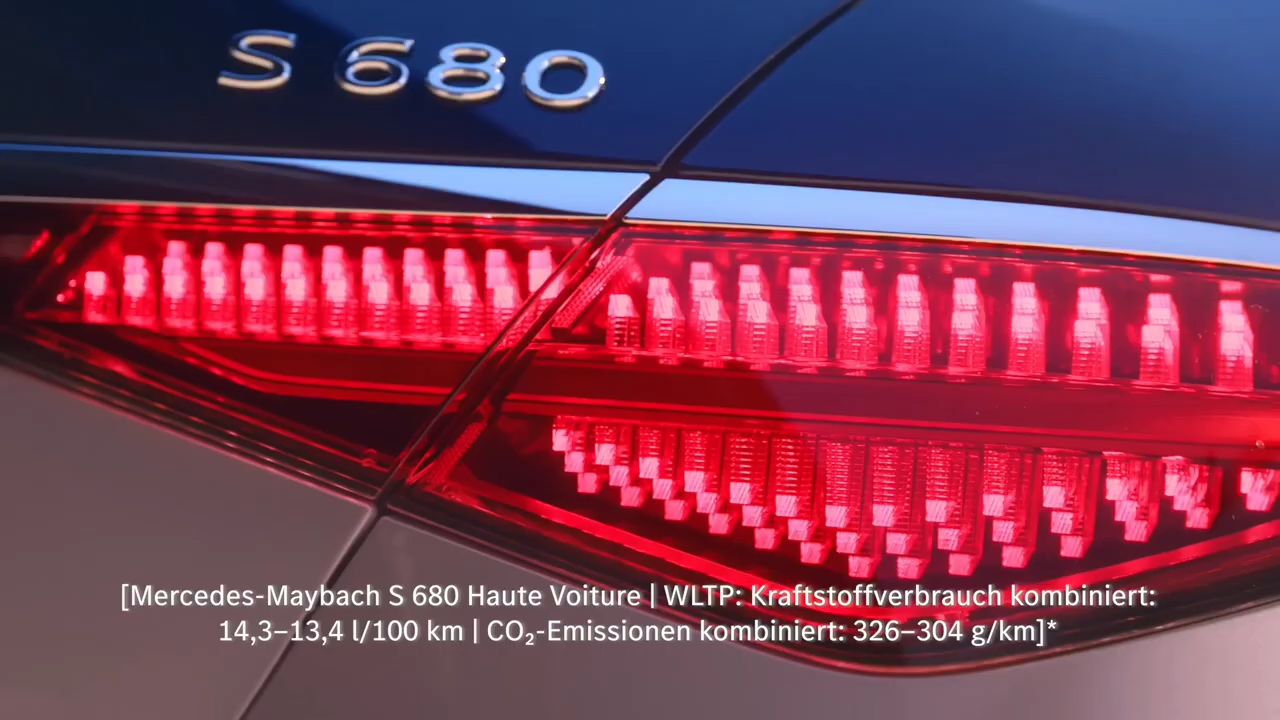 S 680
[Mercedes-Maybach S 680 Haute Voiture | WLTP: Kraftstoffverbrauch kombiniert:
14,3–13,4 l/100 km | CO₂-Emissionen kombiniert: 326–304 g/km]*